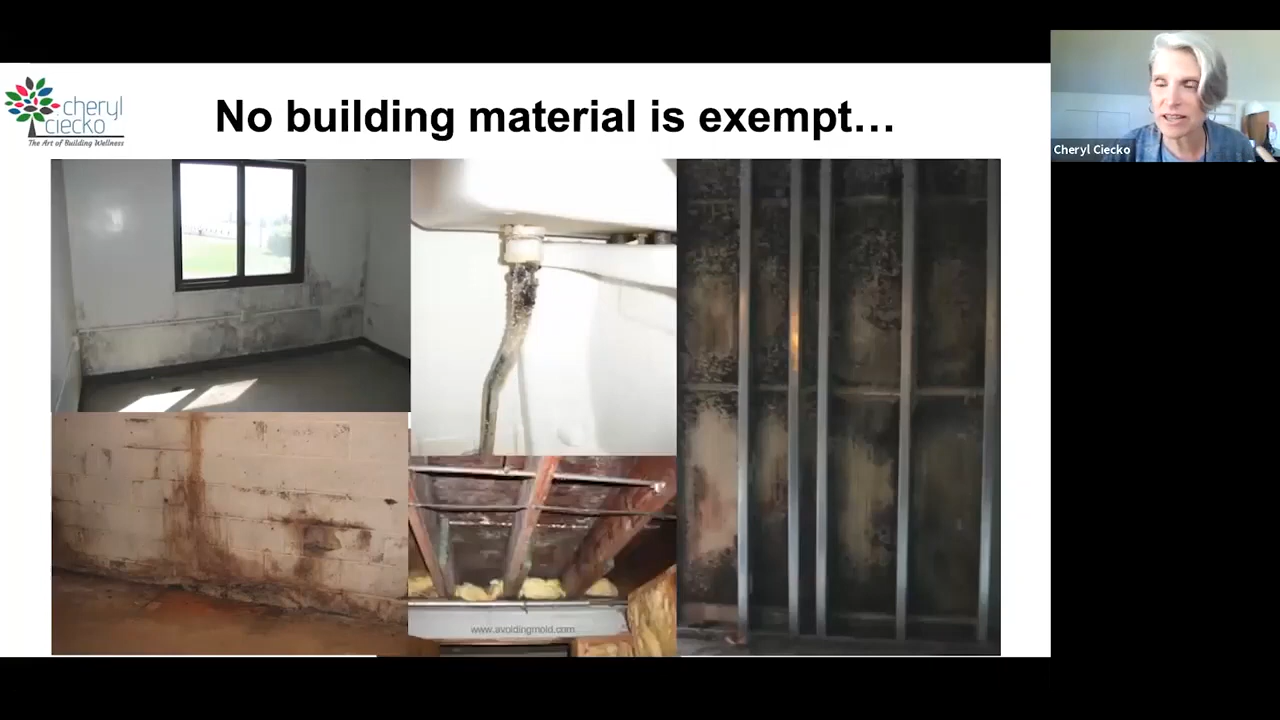 cheryl
ciecko
The Art of Building Wellness
No building material is exempt…
Cheryl Ciecko
www.avoidingmold.com